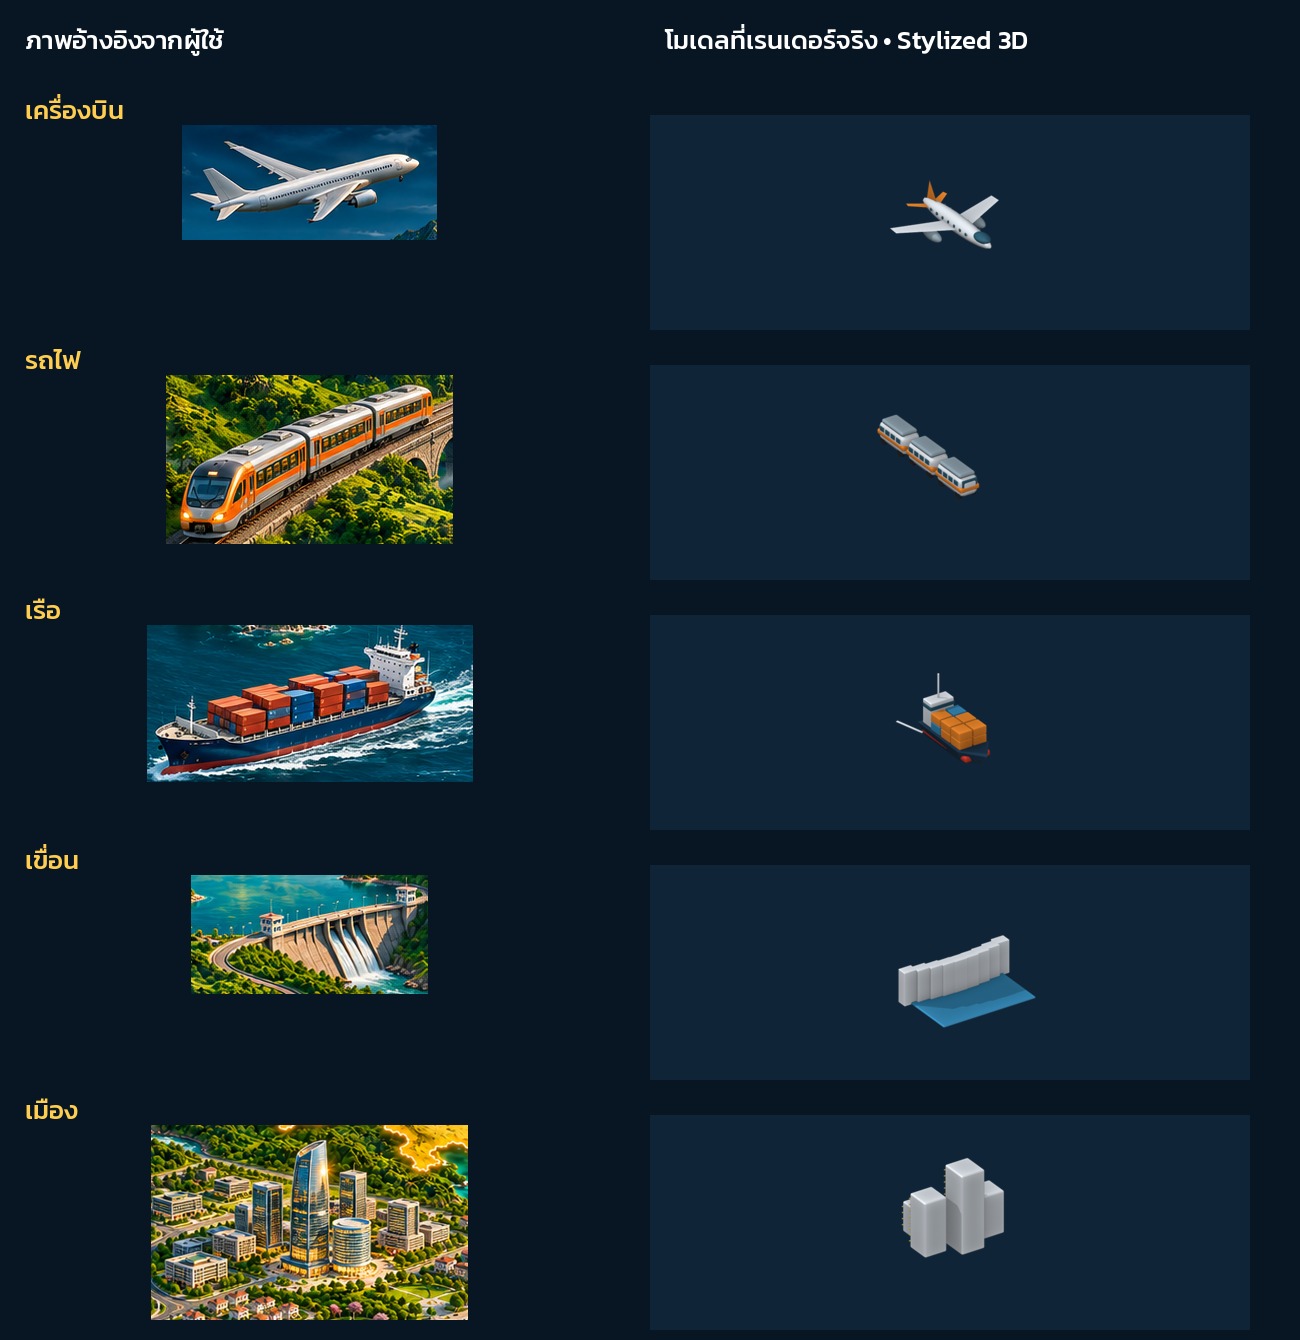 ภาพอ้างอิงจากผู้ใช้
โมเดลที่เรนเดอร์จริง • Stylized 3D
เครื่องบิน
รถไฟ
เรือ
เขื่อน
เมือง